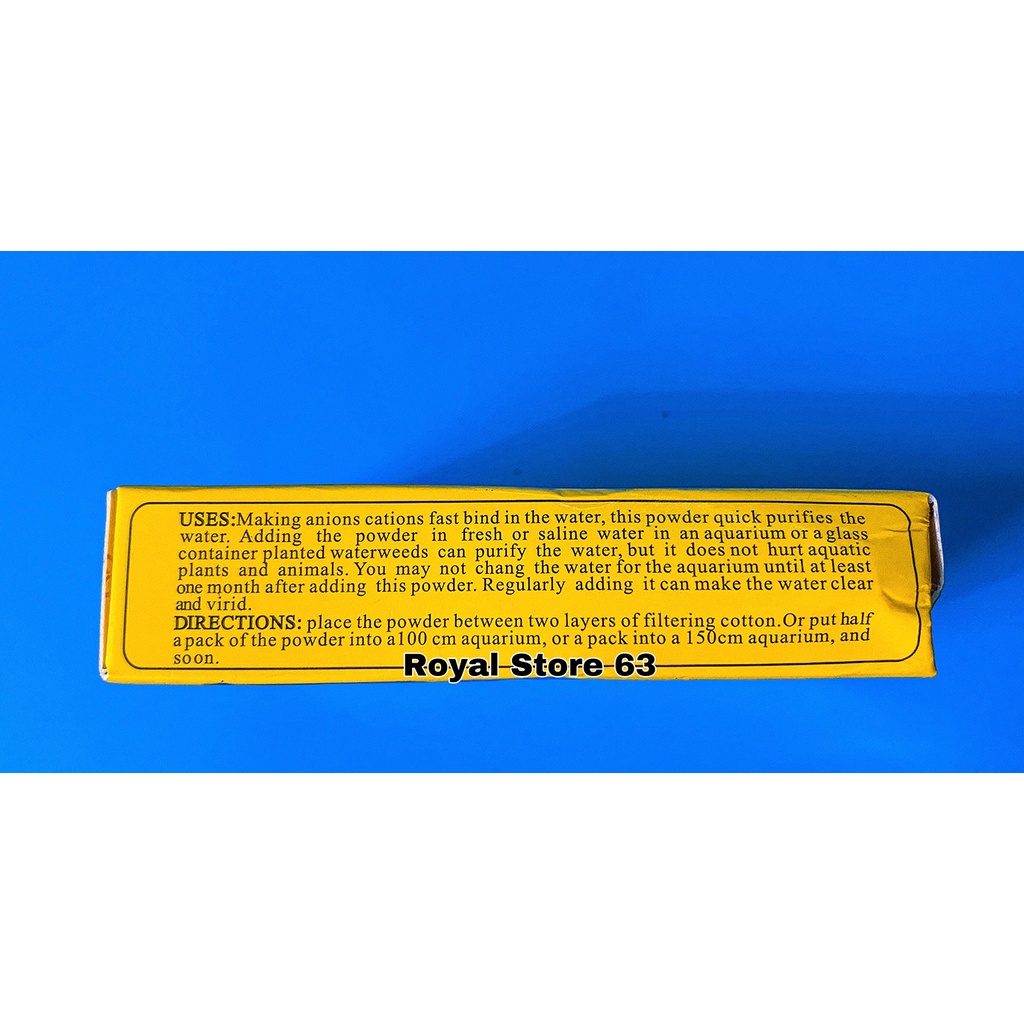 USES:Making anions cations fast bind in the water, this powder quick purifies the
water. Adding the powder in fresh or saline water in an aquarium or a glass
container planted waterweeds can purify the water, but it does not hurt aquatic
plants and animals. You may not chang the water for the aquarium until at least
one month after adding this powder. Regularly adding it can make the water clear
and virid.
DIRECTIONS: place the powder between two layers of filtering cotton.Or put half
a pack of the powder into a100 cm aquarium, or a pack into a 150cm aquarium, and
soon.
Royal Store 63